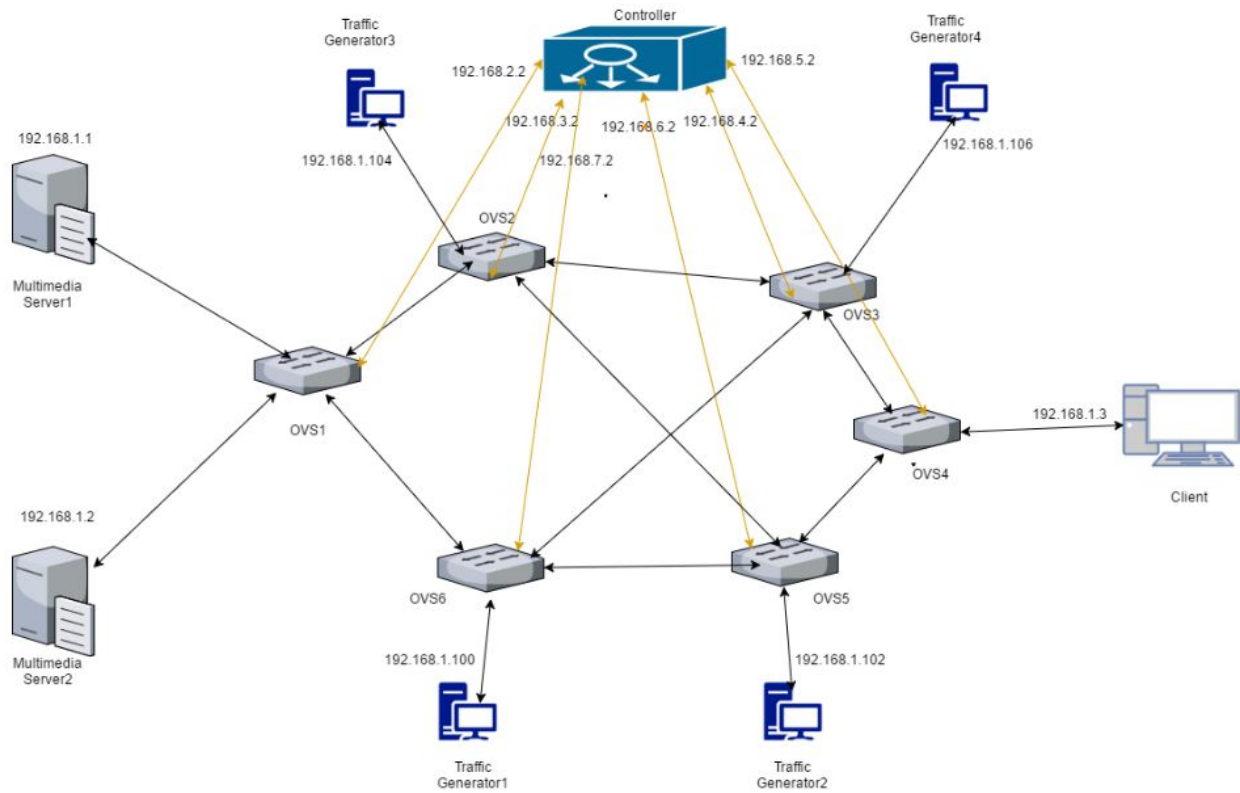 Controller
Traffic
Generator3
Traffic
Generator4
192.168.2.2
192.168.5.2
192.168.3.2
192.168.6.2
192.168.4.2
192.168.1.1
192.168.1.104
192.168.7.2
192.168.1.106
OVS2
Multimedia
Server1
OVS3
OVS1
192.168.1.3
OVS4
Client
192.168.1.2
OVS6
OVS5
192.168.1.100
192.168.1.102
Multimedia
Server2
Traffic
Generator1
Traffic
Generator2